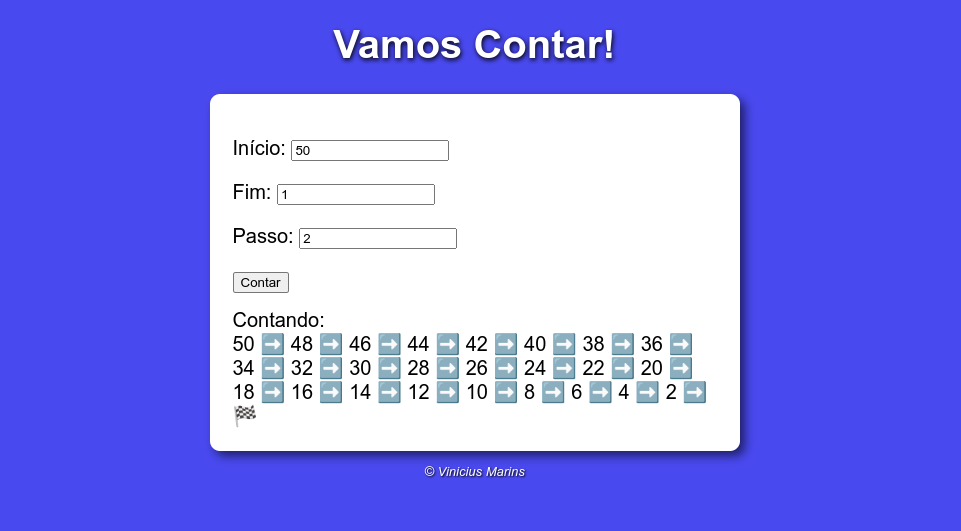 Vamos Contar!
Início: 50
Fim: 1
Passo: 2
Contar
Contando:
50 ➡️ 48 ➡️ 46 ➡️ 44 ➡️ 42 ➡️ 40 ➡️ 38 ➡️ 36 ➡️
34 ➡️ 32 ➡️ 30 ➡️ 28 ➡️ 26 ➡️ 24 ➡️ 22 ➡️ 20 ➡️
18 ➡️ 16 ➡️ 14 ➡️ 12 ➡️ 10 ➡️ 8 ➡️ 6 ➡️ 4 ➡️ 2 ➡️
🏁
© Vinicius Marins